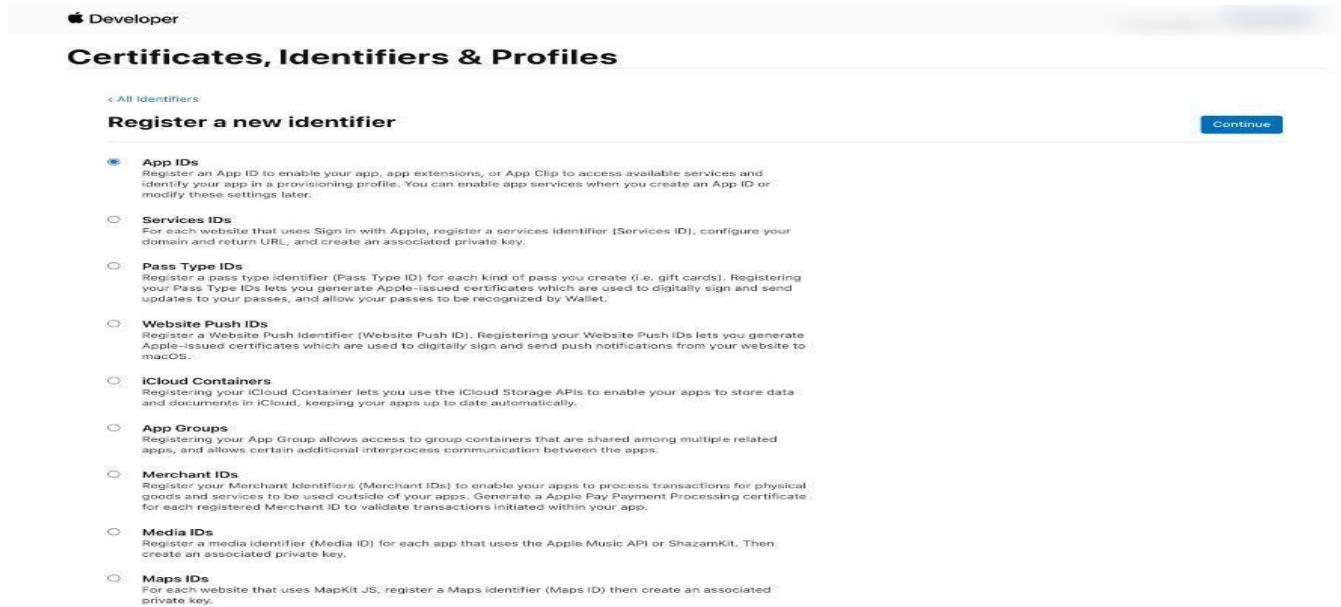 Developer
Certificates, Identifiers & Profiles
< All Identifiers
Register a new identifier
Continue
App IDs
Register an App ID to enable your app, app extensions, or App Clip to access available services and
identify your app in a provisioning profile. You can enable app services when you create an App ID or
modify these settings later.
Services IDs
For each website that uses Sign in with Apple, register a services identifier (Services ID), configure your
domain and return URL, and create an associated private key.
Pass Type IDs
Register a pass type identifier (Pass Type ID) for each kind of pass you create (i.e. gift cards). Registering
your Pass Type IDs lets you generate Apple-issued certificates which are used to digitally sign and send
updates to your passes, and allow your passes to be recognized by Wallet.
Website Push IDs
Register a Website Push Identifier (Website Push ID). Registering your Website Push IDs lets you generate
Apple-issued certificates which are used to digitally sign and send push notifications from your website to
macOS.
iCloud Containers
Registering your iCloud Container lets you use the iCloud Storage APIs to enable your apps to store data
and documents in iCloud, keeping your apps up to date automatically.
App Groups
Registering your App Group allows access to group containers that are shared among multiple related
apps, and allows certain additional interprocess communication between the apps.
Merchant IDs
Register your Merchant Identifiers (Merchant IDs) to enable your apps to process transactions for physical
goods and services to be used outside of your apps. Generate a Apple Pay Payment Processing certificate
for each registered Merchant ID to validate transactions initiated within your app.
Media IDs
Register a media identifier (Media ID) for each app that uses the Apple Music API or ShazamKit. Then
create an associated private key.
Maps IDs
For each website that uses MapKit JS, register a Maps identifier (Maps ID) then create an associated
private key.